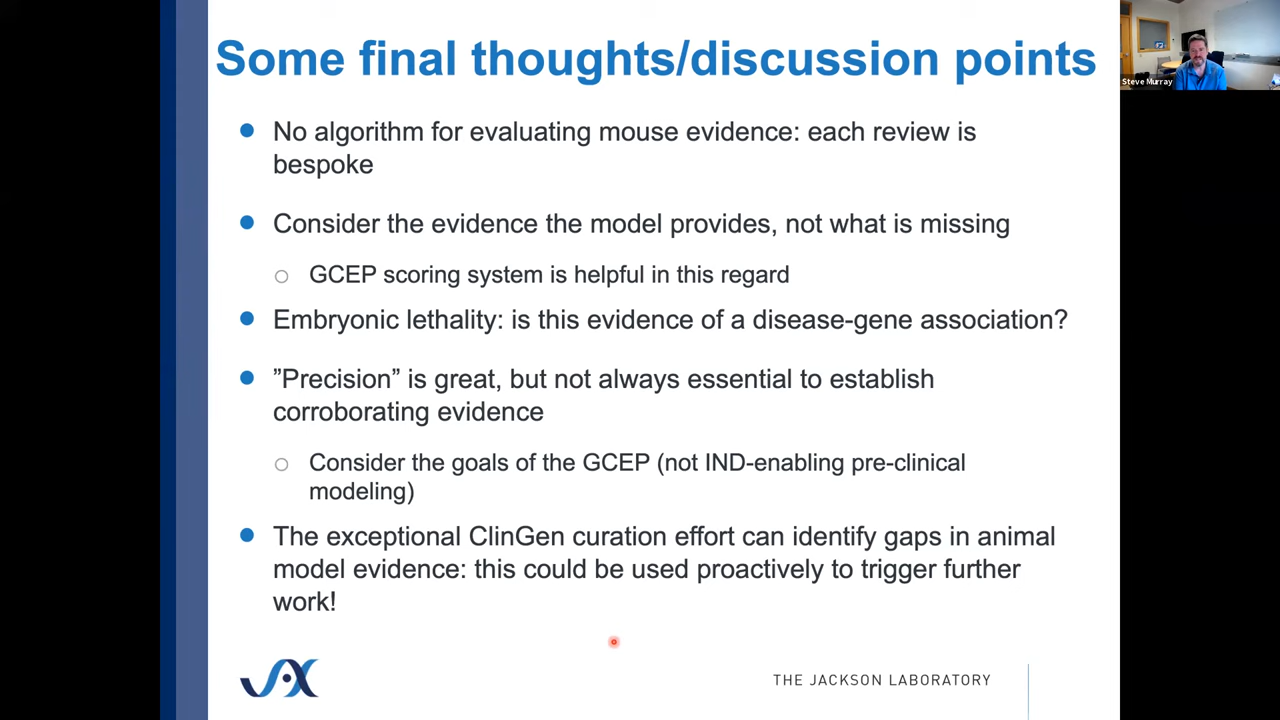 Some final thoughts/discussion points
Steve Murray
No algorithm for evaluating mouse evidence: each review is
bespoke
Consider the evidence the model provides, not what is missing
GCEP scoring system is helpful in this regard
Embryonic lethality: is this evidence of a disease-gene association?
”Precision” is great, but not always essential to establish
corroborating evidence
Consider the goals of the GCEP (not IND-enabling pre-clinical
modeling)
The exceptional ClinGen curation effort can identify gaps in animal
model evidence: this could be used proactively to trigger further
work!
JAX
THE JACKSON LABORATORY